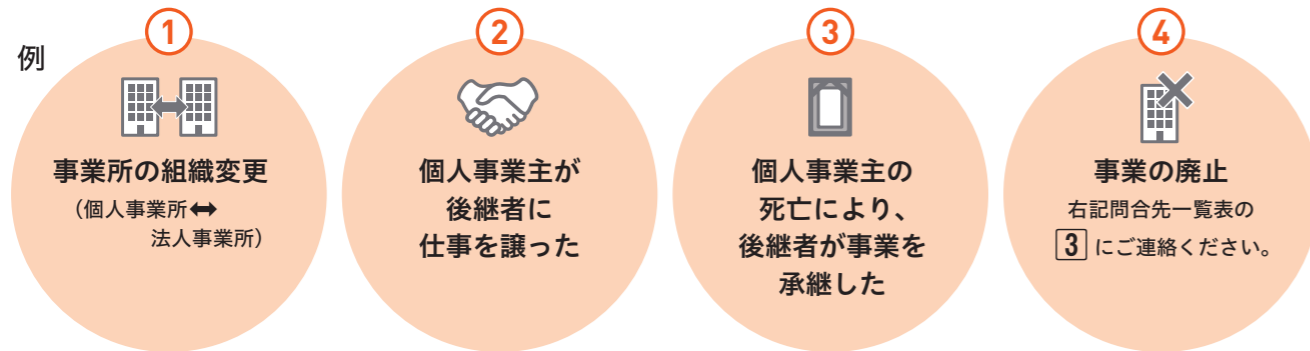 例
1
事業所の組織変更
（個人事業所⬌
法人事業所）
2
個人事業主が
後継者に
仕事を譲った
3
個人事業主の
死亡により、
後継者が事業を
承継した
4
事業の廃止
右記問合先一覧表の
3 にご連絡ください。